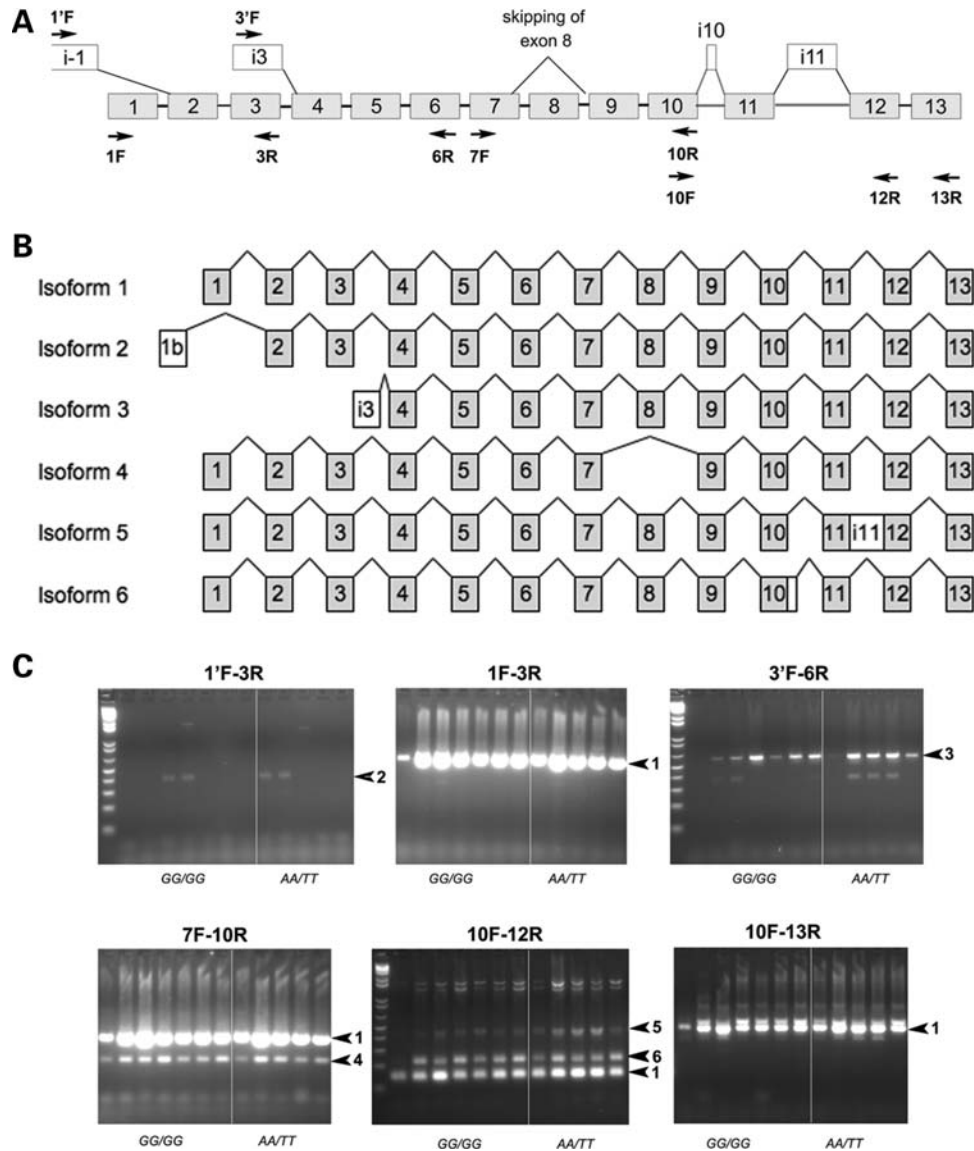 A
1'F
3'F
skipping of
exon 8
i10
i-1
i3
i11
1 2 3 4 5 6 7 8 9 10 11 12 13
1F
3R
6R
7F
10R
10F
12R
13R
B
Isoform 1 1 2 3 4 5 6 7 8 9 10 11 12 13
Isoform 2 1b 2 3 4 5 6 7 8 9 10 11 12 13
Isoform 3 i3 4 5 6 7 8 9 10 11 12 13
Isoform 4 1 2 3 4 5 6 7 9 10 11 12 13
Isoform 5 1 2 3 4 5 6 7 8 9 10 11 i11 12 13
Isoform 6 1 2 3 4 5 6 7 8 9 10 11 12 13
C
1'F-3R
2
GG/GG AA/TT
1F-3R
1
GG/GG AA/TT
3'F-6R
3
GG/GG AA/TT
7F-10R
1
4
GG/GG AA/TT
10F-12R
5
6
1
GG/GG AA/TT
10F-13R
1
GG/GG AA/TT